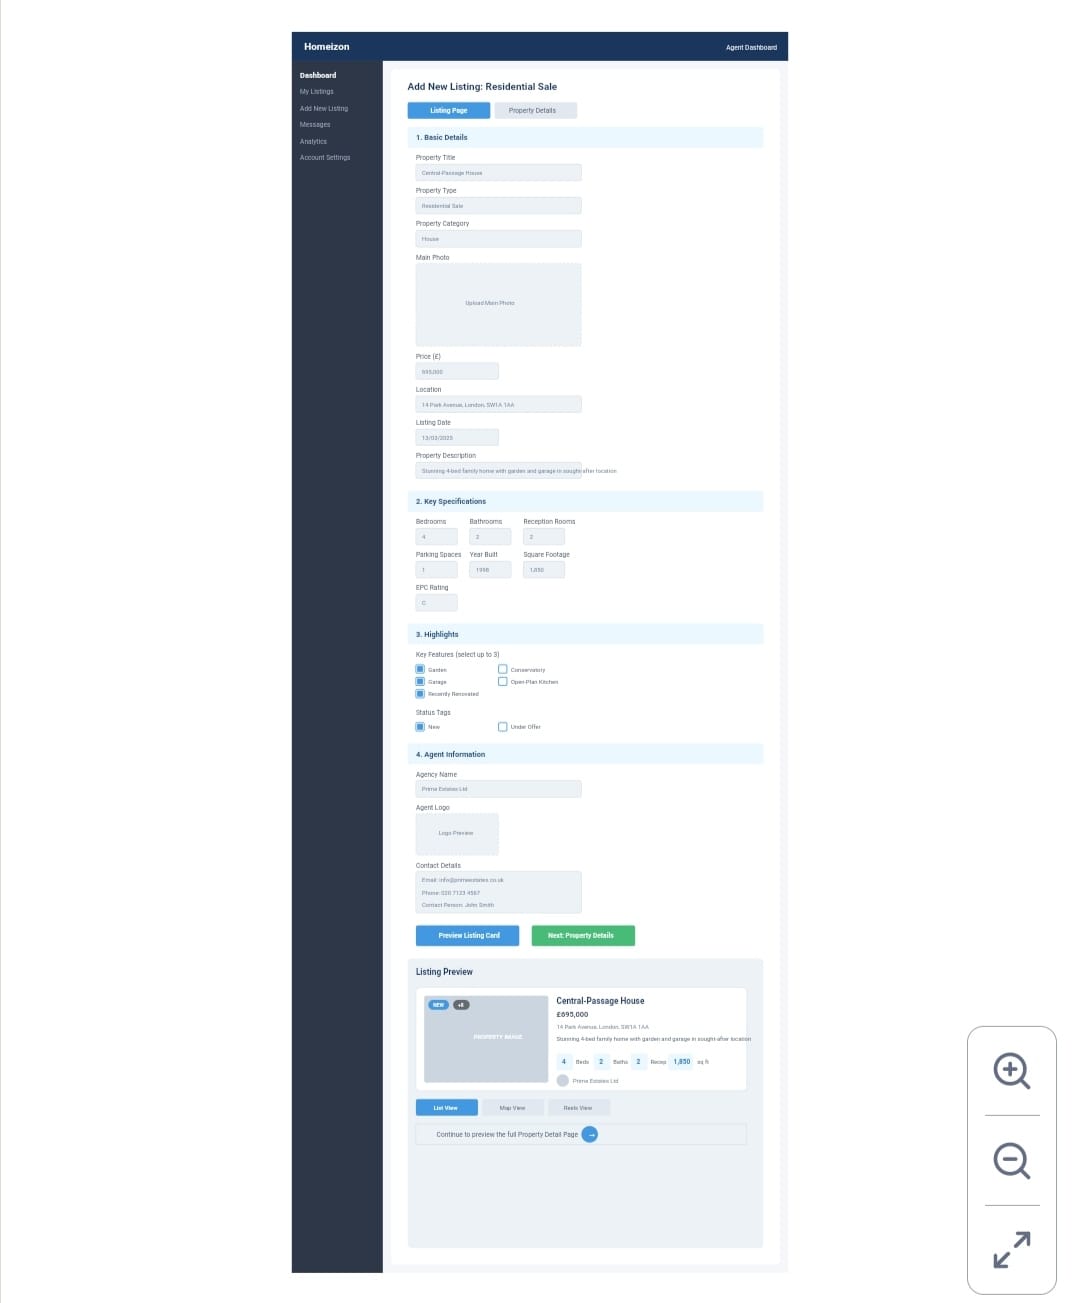 Homeizon
Agent Dashboard
Dashboard
My Listings
Add New Listing
Messages
Analytics
Account Settings
Add New Listing: Residential Sale
Listing Page
Property Details
1. Basic Details
Property Title
Central-Passage House
Property Type
Residential Sale
Property Category
House
Main Photo
Upload Main Photo
Price (£)
695,000
Location
14 Park Avenue, London, SW1A 1AA
Listing Date
13/03/2025
Property Description
Stunning 4-bed family home with garden and garage in sought-after location
2. Key Specifications
Bedrooms Bathrooms Reception Rooms
4 2 2
Parking Spaces Year Built Square Footage
1 1998 1,850
EPC Rating
C
3. Highlights
Key Features (select up to 3)
Garden Conservatory
Garage Open-Plan Kitchen
Recently Renovated
Status Tags
New Under Offer
4. Agent Information
Agency Name
Prime Estates Ltd
Agent Logo
Logo Preview
Contact Details
Email: info@primeestates.co.uk
Phone: 020 7123 4567
Contact Person: John Smith
Preview Listing Card
Next: Property Details
Listing Preview
NEW
PROPERTY IMAGE
Central-Passage House
£695,000
14 Park Avenue, London, SW1A 1AA
Stunning 4-bed family home with garden and garage in sought-after location
4 Beds 2 Baths 2 Recep 1,850 sq ft
Prime Estates Ltd
List View Map View Reels View
Continue to preview the full Property Detail Page →